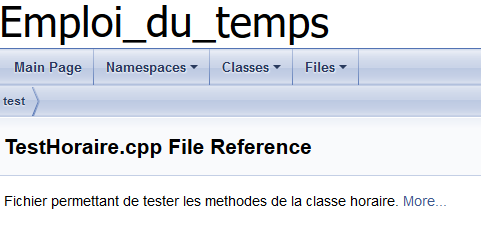 Emploi_du_temps
Main Page Namespaces Classes Files
test
TestHoraire.cpp File Reference
Fichier permettant de tester les methodes de la classe horaire. More...